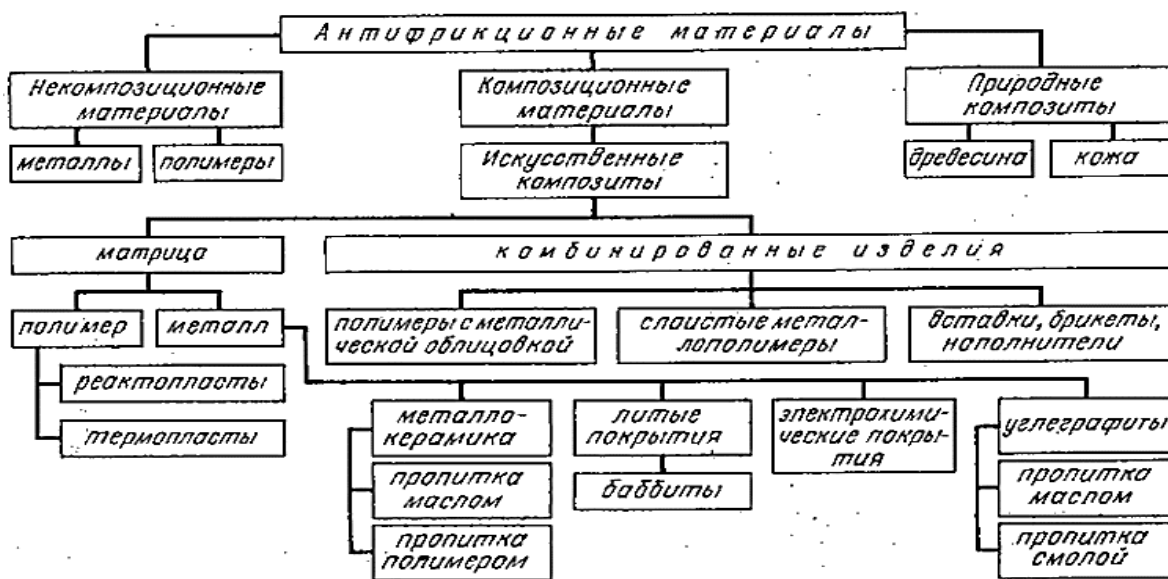 Антифрикционные материалы
Некомпозиционные
материалы
Композиционные
материалы
Природные
композиты
металлы
полимеры
Искусственные
композиты
древесина
кожа
матрица
комбинированные изделия
полимер
металл
полимеры с металли-
ческой облицовкой
слоистые метал-
лополимеры
вставки, брикеты,
наполнители
реактопласты
термопласты
металло-
керамика
литые
покрытия
электрохими-
ческие покры-
тия
углеграфиты
пропитка
маслом
баббиты
пропитка
маслом
пропитка
полимером
пропитка
смолой